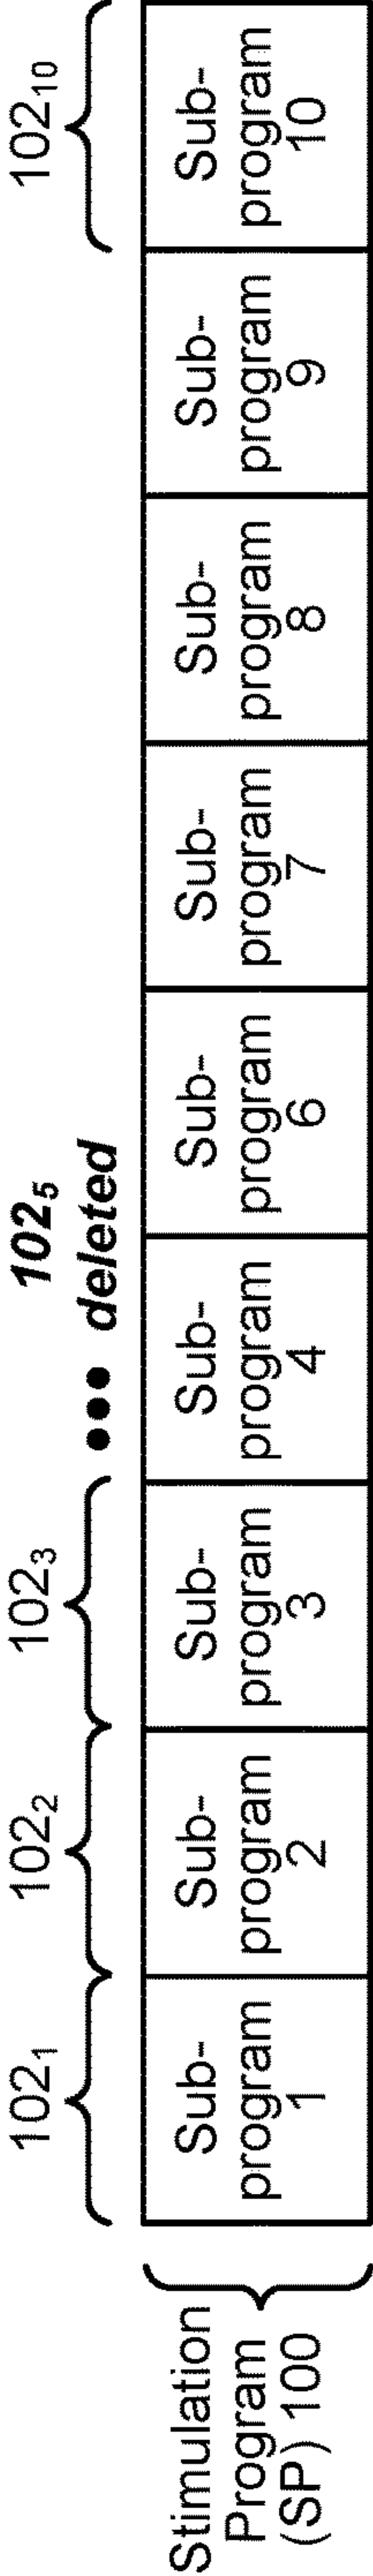 102₁
102₂
102₃
102₅
••• deleted
102₁₀
Stimulation
Program
(SP) 100
Sub-
program
1
Sub-
program
2
Sub-
program
3
Sub-
program
4
Sub-
program
6
Sub-
program
7
Sub-
program
8
Sub-
program
9
Sub-
program
10